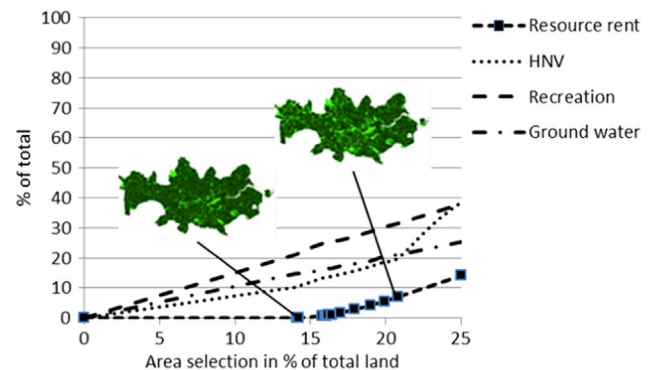 100
90
80
70
60
50
40
30
20
10
0
% of total
0 5 10 15 20 25
Area selection in % of total land
Resource rent
HNV
Recreation
Ground water